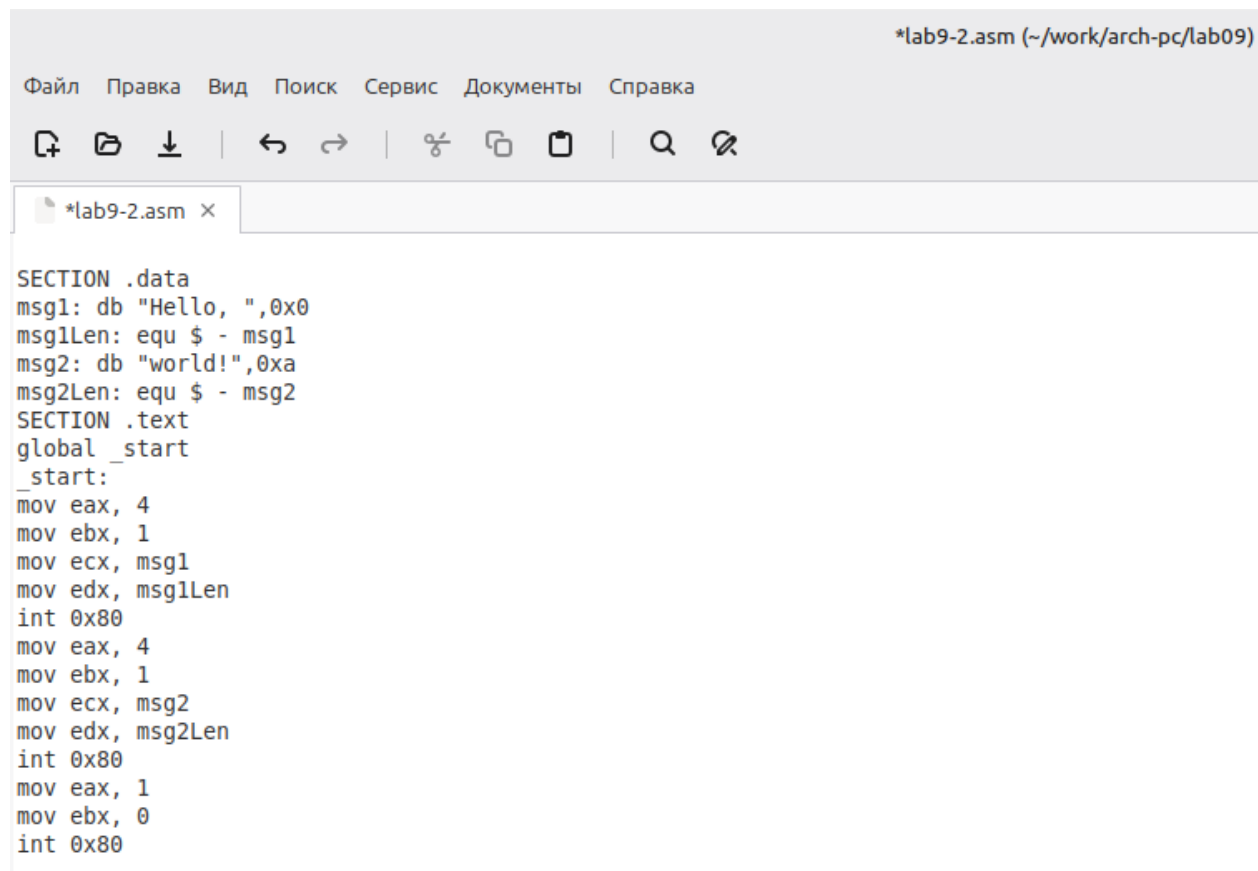 *lab9-2.asm (~/work/arch-pc/lab09)
Файл Правка Вид Поиск Сервис Документы Справка
*lab9-2.asm ×
SECTION .data
msg1: db "Hello, ",0x0
msg1Len: equ $ - msg1
msg2: db "world!",0xa
msg2Len: equ $ - msg2
SECTION .text
global _start
_start:
mov eax, 4
mov ebx, 1
mov ecx, msg1
mov edx, msg1Len
int 0x80
mov eax, 4
mov ebx, 1
mov ecx, msg2
mov edx, msg2Len
int 0x80
mov eax, 1
mov ebx, 0
int 0x80